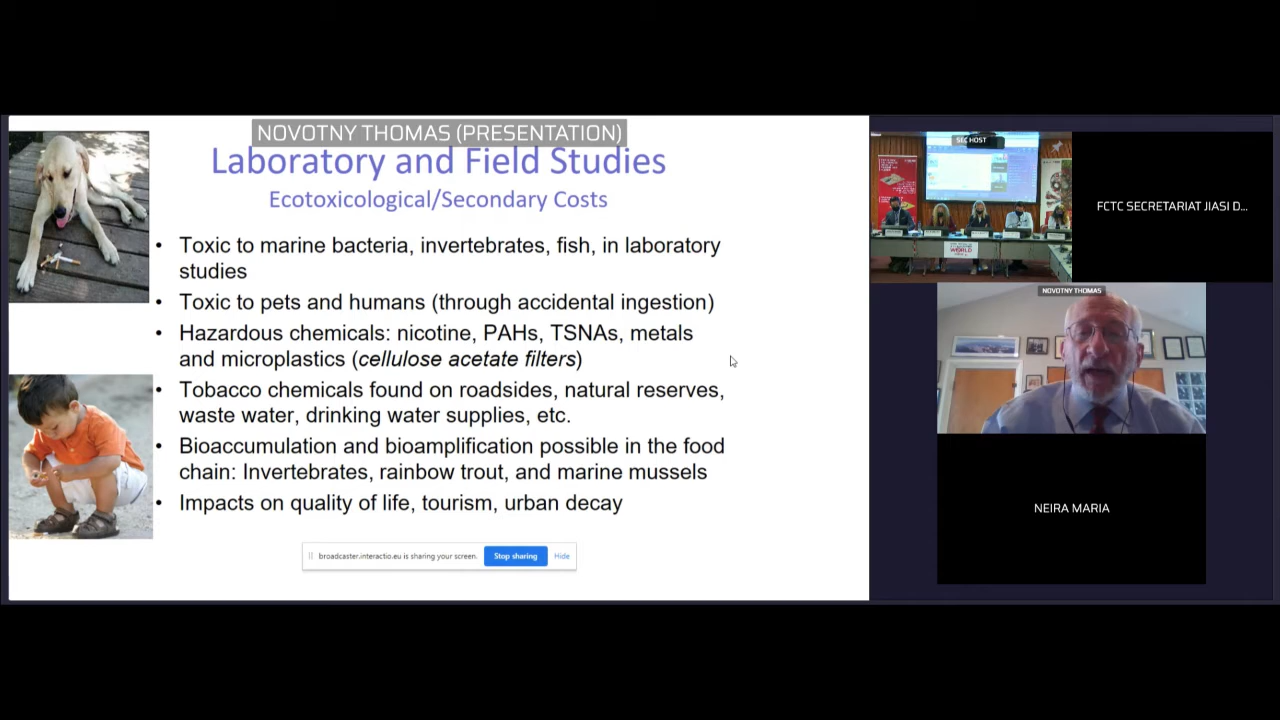 NOVOTNY THOMAS (PRESENTATION)
Laboratory and Field Studies
Ecotoxicological/Secondary Costs
• Toxic to marine bacteria, invertebrates, fish, in laboratory
studies
• Toxic to pets and humans (through accidental ingestion)
• Hazardous chemicals: nicotine, PAHs, TSNAs, metals
and microplastics (cellulose acetate filters)
• Tobacco chemicals found on roadsides, natural reserves,
waste water, drinking water supplies, etc.
• Bioaccumulation and bioamplification possible in the food
chain: Invertebrates, rainbow trout, and marine mussels
• Impacts on quality of life, tourism, urban decay
broadcaster.interactio.eu is sharing your screen.
Stop sharing
Hide
HOST
WORLD
FCTC SECRETARIAT JIASI D...
NOVOTNY THOMAS
NEIRA MARIA